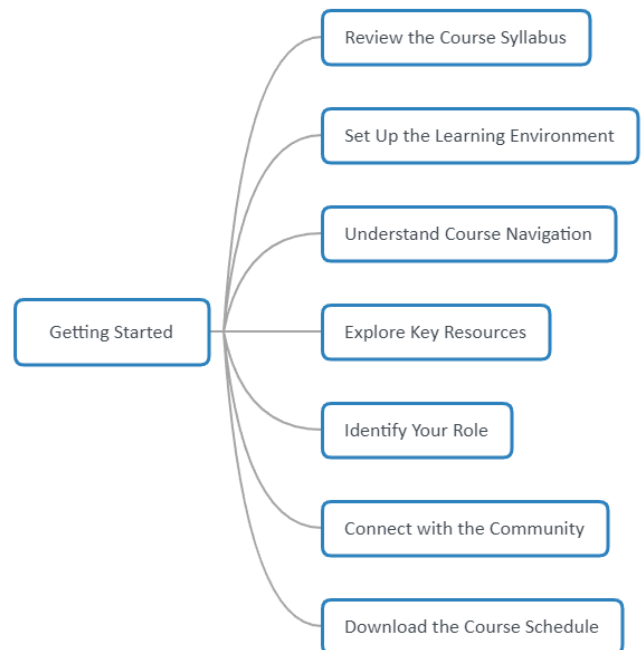 Getting Started
Review the Course Syllabus
Set Up the Learning Environment
Understand Course Navigation
Explore Key Resources
Identify Your Role
Connect with the Community
Download the Course Schedule